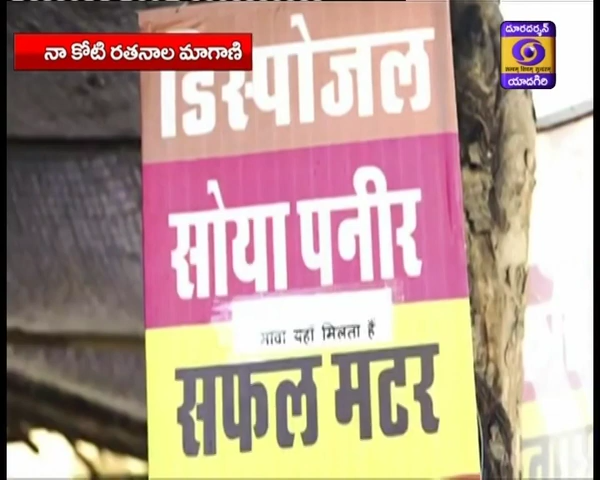 నా కోటి రతనాల మాగాణి
దూరదర్శన్
యాదగిరి
डिस्पोजल
सोया पनीर
मावा यहाँ मिलता हैं
सफल मटर